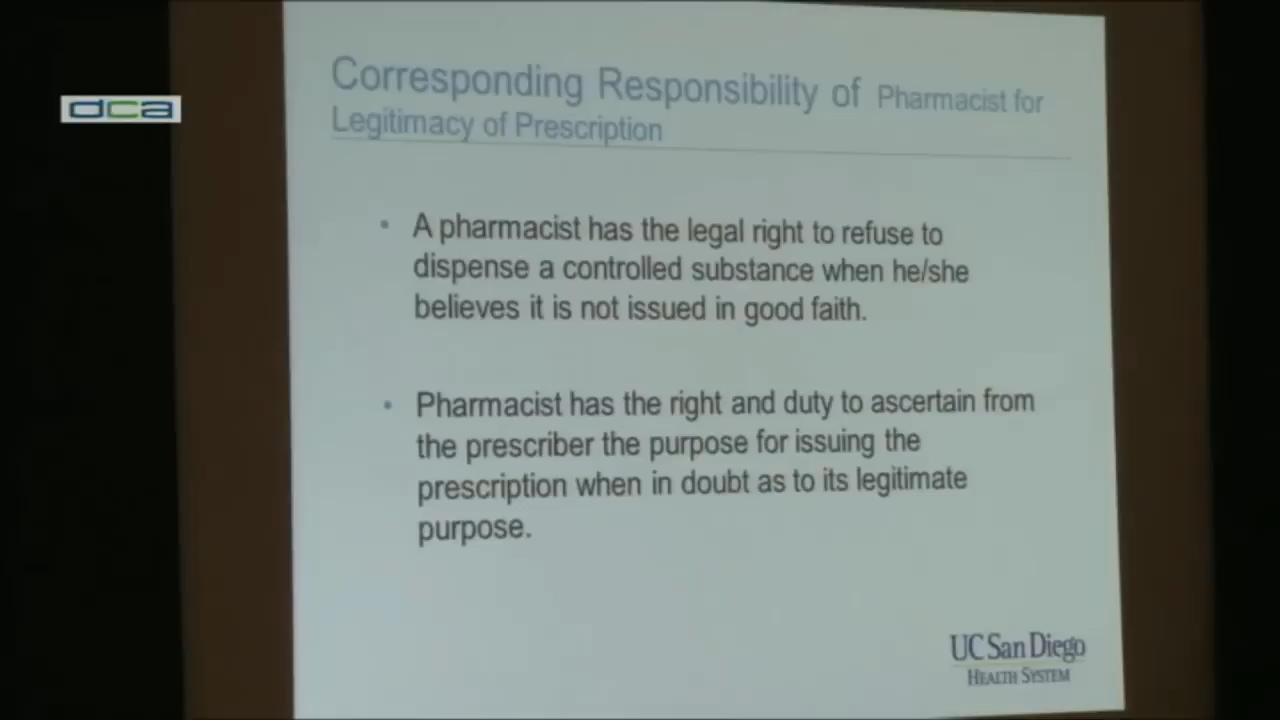 dca
Corresponding Responsibility of Pharmacist for
Legitimacy of Prescription
• A pharmacist has the legal right to refuse to
dispense a controlled substance when he/she
believes it is not issued in good faith.
• Pharmacist has the right and duty to ascertain from
the prescriber the purpose for issuing the
prescription when in doubt as to its legitimate
purpose.
UC San Diego
HEALTH SYSTEM